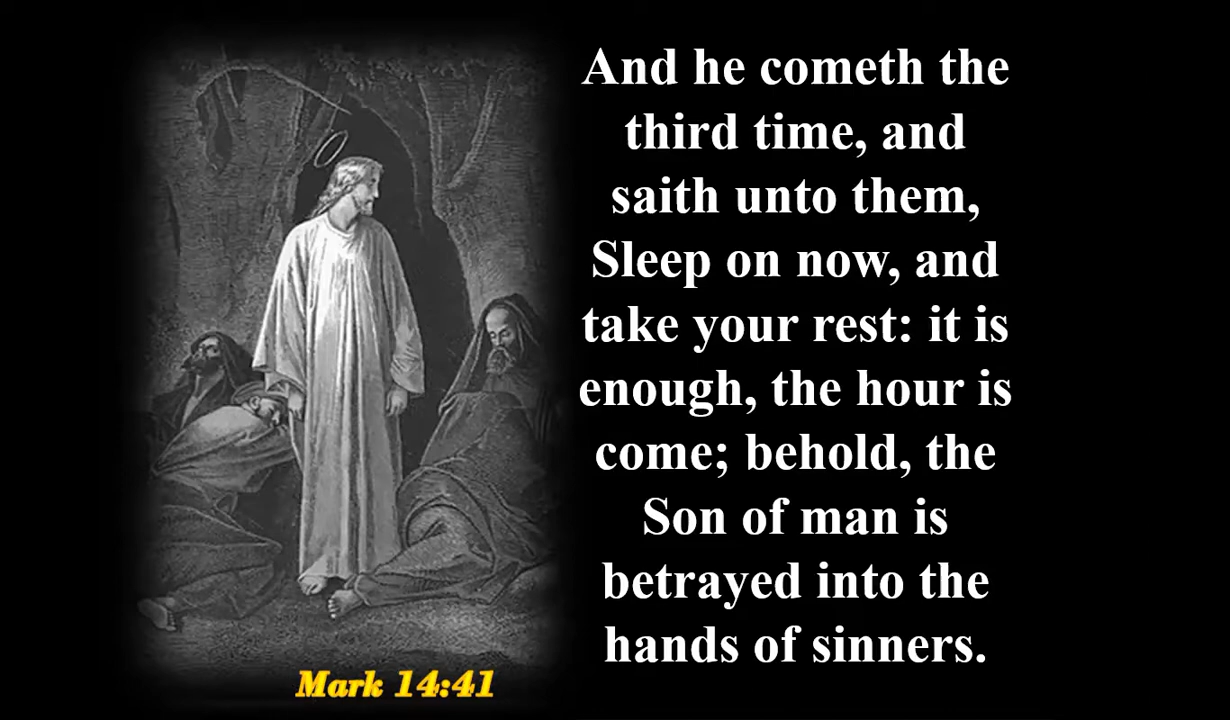 And he cometh the
third time, and
saith unto them,
Sleep on now, and
take your rest: it is
enough, the hour is
come; behold, the
Son of man is
betrayed into the
hands of sinners.
Mark 14:41